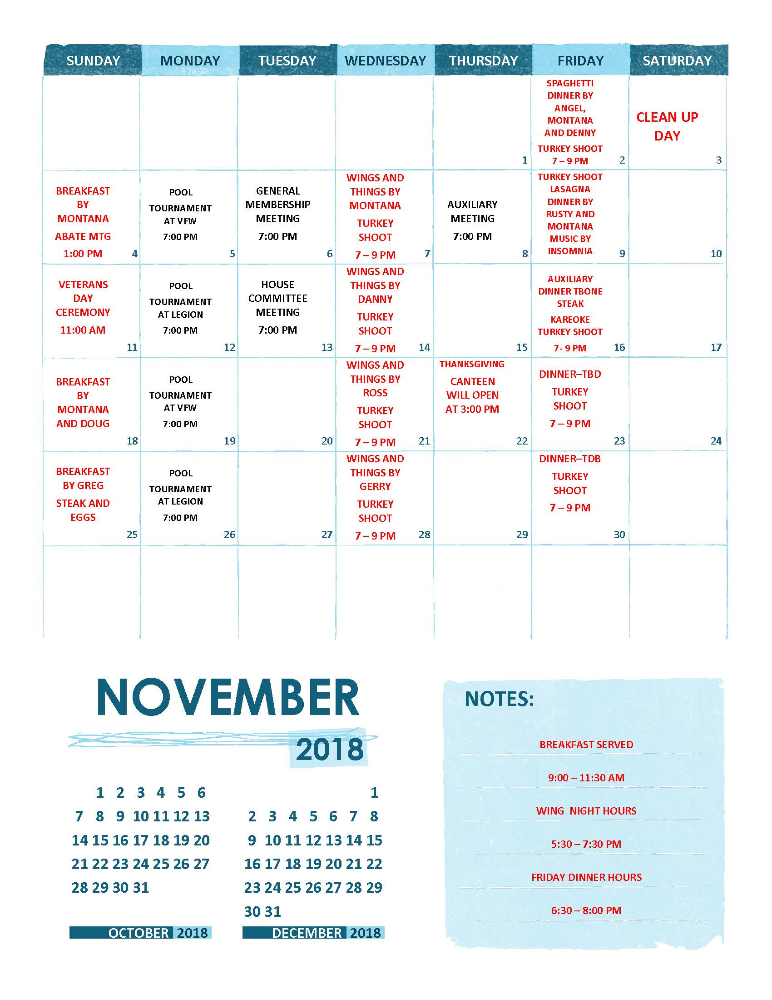 SUNDAY MONDAY TUESDAY WEDNESDAY THURSDAY FRIDAY SATURDAY
1
SPAGHETTI
DINNER BY
ANGEL,
MONTANA
AND DENNY
TURKEY SHOOT
7 – 9 PM
2
CLEAN UP
DAY
3
BREAKFAST
BY
MONTANA
ABATE MTG
1:00 PM
4
POOL
TOURNAMENT
AT VFW
7:00 PM
5
GENERAL
MEMBERSHIP
MEETING
7:00 PM
6
WINGS AND
THINGS BY
MONTANA
TURKEY
SHOOT
7 – 9 PM
7
AUXILIARY
MEETING
7:00 PM
8
TURKEY SHOOT
LASAGNA
DINNER BY
RUSTY AND
MONTANA
MUSIC BY
INSOMNIA
9
10
VETERANS
DAY
CEREMONY
11:00 AM
11
POOL
TOURNAMENT
AT LEGION
7:00 PM
12
HOUSE
COMMITTEE
MEETING
7:00 PM
13
WINGS AND
THINGS BY
DANNY
TURKEY
SHOOT
7 – 9 PM
14
15
AUXILIARY
DINNER TBONE
STEAK
KAREOKE
TURKEY SHOOT
7- 9 PM
16
17
BREAKFAST
BY
MONTANA
AND DOUG
18
POOL
TOURNAMENT
AT VFW
7:00 PM
19
20
WINGS AND
THINGS BY
ROSS
TURKEY
SHOOT
7 – 9 PM
21
THANKSGIVING
CANTEEN
WILL OPEN
AT 3:00 PM
22
DINNER–TBD
TURKEY
SHOOT
7 – 9 PM
23
24
BREAKFAST
BY GREG
STEAK AND
EGGS
25
POOL
TOURNAMENT
AT LEGION
7:00 PM
26
27
WINGS AND
THINGS BY
GERRY
TURKEY
SHOOT
7 – 9 PM
28
29
DINNER–TDB
TURKEY
SHOOT
7 – 9 PM
30
NOVEMBER
2018
1 2 3 4 5 6
7 8 9 10 11 12 13
14 15 16 17 18 19 20
21 22 23 24 25 26 27
28 29 30 31
OCTOBER 2018
1
2 3 4 5 6 7 8
9 10 11 12 13 14 15
16 17 18 19 20 21 22
23 24 25 26 27 28 29
30 31
DECEMBER 2018
NOTES:
BREAKFAST SERVED
9:00 – 11:30 AM
WING NIGHT HOURS
5:30 – 7:30 PM
FRIDAY DINNER HOURS
6:30 – 8:00 PM